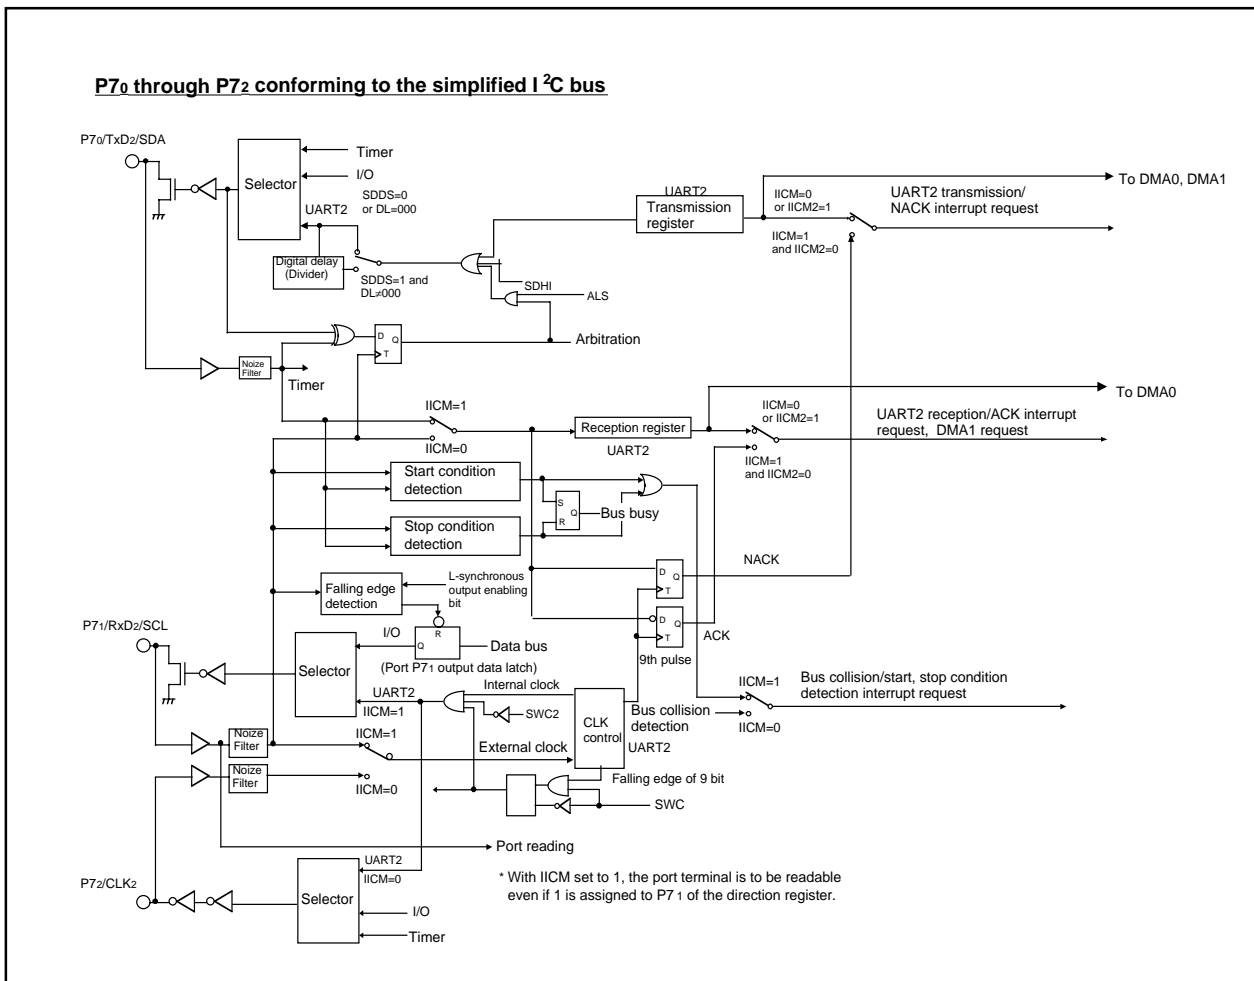 P70 through P72 conforming to the simplified I 2C bus
P70/TxD2/SDA
Selector
Timer
I/O
SDDS=0
or DL=000
UART2
Digital delay
(Divider)
SDDS=1 and
DL≠000
UART2
Transmission
register
IICM=0
or IICM2=1
IICM=1
and IICM2=0
To DMA0, DMA1
UART2 transmission/
NACK interrupt request
SDHI
ALS
D
Q
T
Arbitration
Noize
Filter
Timer
IICM=1
IICM=0
Reception register
UART2
IICM=0
or IICM2=1
IICM=1
and IICM2=0
To DMA0
UART2 reception/ACK interrupt
request, DMA1 request
Start condition
detection
Stop condition
detection
S
Q
R
Bus busy
NACK
D
Q
T
D
Q
T
ACK
9th pulse
Falling edge
detection
L-synchronous
output enabling
bit
P71/RxD2/SCL
Selector
I/O
R
Q
Data bus
(Port P71 output data latch)
UART2
IICM=1
Internal clock
SWC2
CLK
control
UART2
Bus collision
detection
IICM=1
IICM=0
Bus collision/start, stop condition
detection interrupt request
Noize
Filter
Noize
Filter
IICM=1
IICM=0
External clock
Falling edge of 9 bit
SWC
Port reading
P72/CLK2
Selector
UART2
IICM=0
I/O
Timer
* With IICM set to 1, the port terminal is to be readable
even if 1 is assigned to P71 of the direction register.